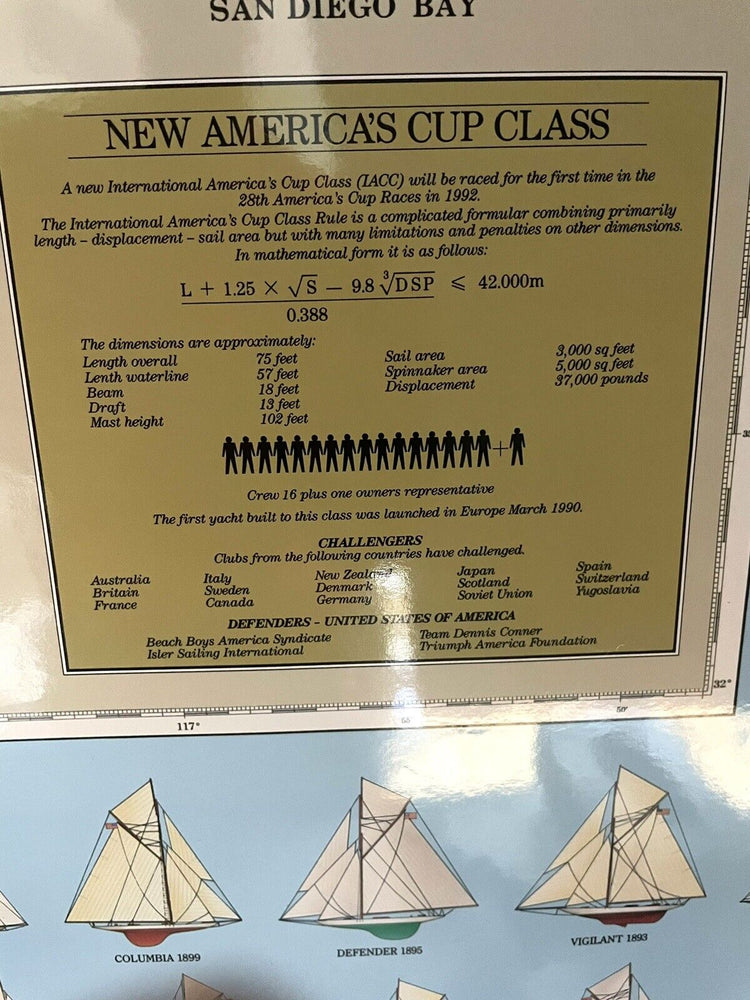 SAN DIEGO BAY
NEW AMERICA'S CUP CLASS
A new International America's Cup Class (IACC) will be raced for the first time in the
28th America's Cup Races in 1992.
The International America's Cup Class Rule is a complicated formular combining primarily
length – displacement – sail area but with many limitations and penalties on other dimensions.
In mathematical form it is as follows:
L + 1.25 × √S – 9.8 ∛DSP ⩽ 42.000m
0.388
The dimensions are approximately:
Length overall 75 feet
Lenth waterline 57 feet
Beam 18 feet
Draft 13 feet
Mast height 102 feet
Sail area 3,000 sq feet
Spinnaker area 5,000 sq feet
Displacement 37,000 pounds
+
Crew 16 plus one owners representative
The first yacht built to this class was launched in Europe March 1990.
CHALLENGERS
Clubs from the following countries have challenged.
Australia Italy New Zealand Japan Spain
Britain Sweden Denmark Scotland Switzerland
France Canada Germany Soviet Union Yugoslavia
DEFENDERS – UNITED STATES OF AMERICA
Beach Boys America Syndicate Team Dennis Conner
Isler Sailing International Triumph America Foundation
32°
117° 55 50'
COLUMBIA 1899 DEFENDER 1895 VIGILANT 1893